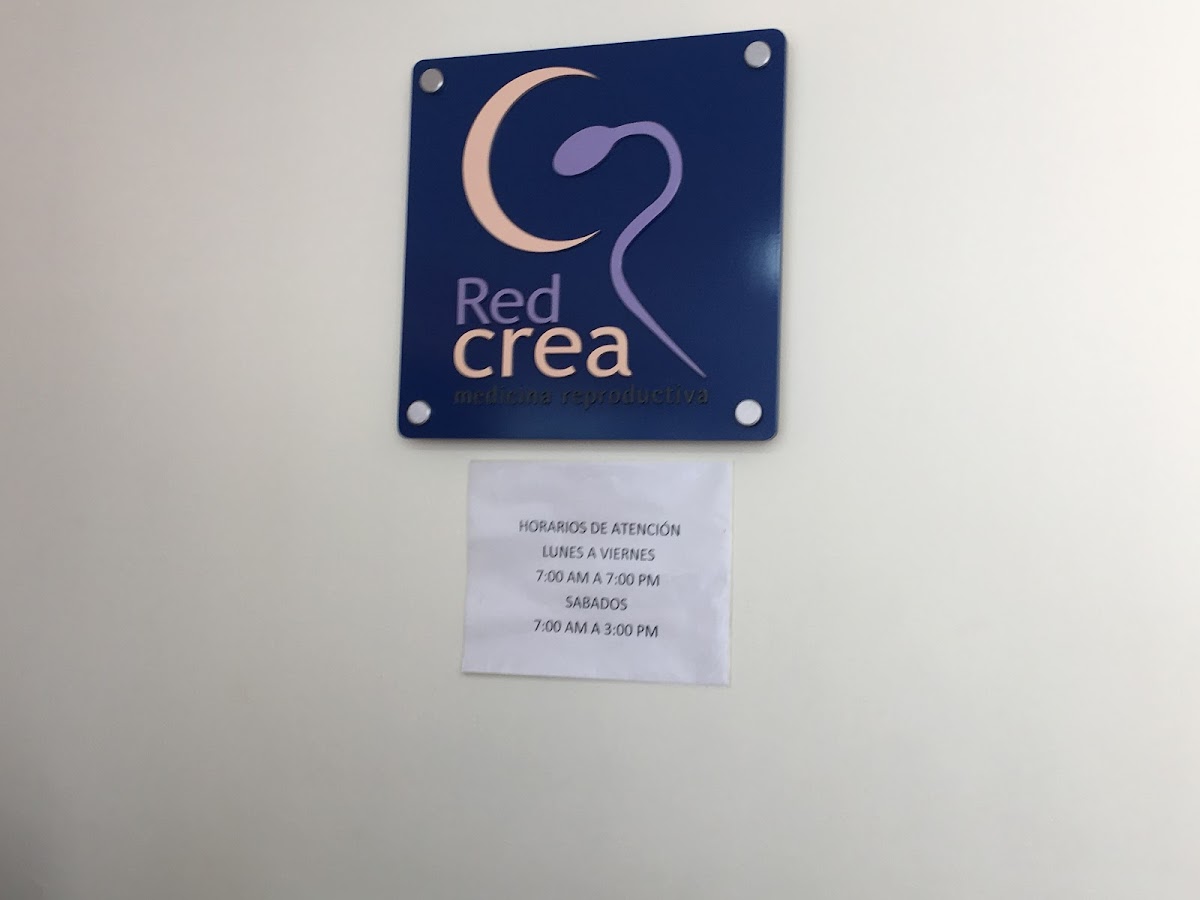 Red
crea
medicina reproductiva
HORARIOS DE ATENCIÓN
LUNES A VIERNES
7:00 AM A 7:00 PM
SABADOS
7:00 AM A 3:00 PM